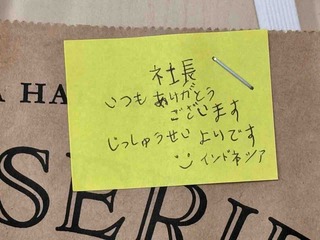 A HA
社長
いつもありがとう
ございます
じっしゅうせい よりです
インドネシア
SERIE